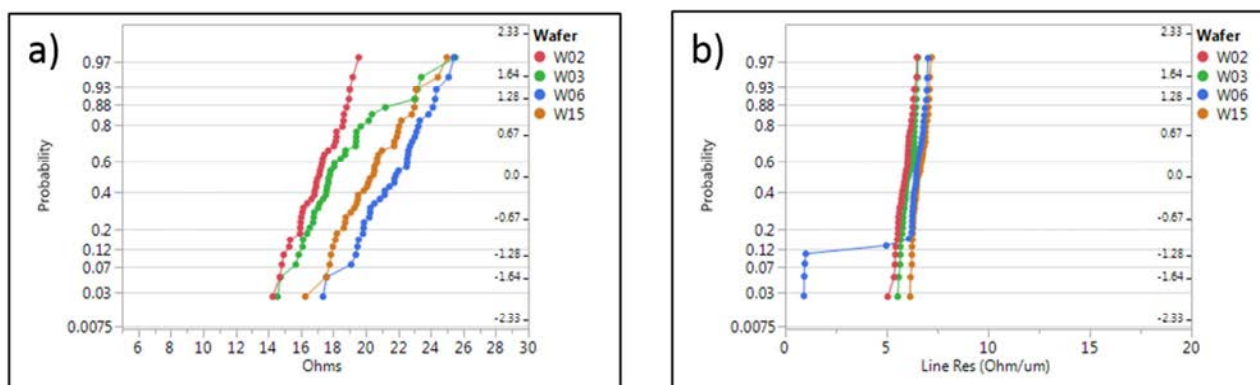 a)
Probability
0.97
0.93
0.88
0.8
0.6
0.4
0.2
0.12
0.07
0.03
0.0075
2.33
1.64
1.28
0.67
0.0
-0.67
-1.28
-1.64
-2.33
6 8 10 12 14 16 18 20 22 24 26 28 30
Ohms
Wafer
W02
W03
W06
W15
b)
Probability
0.97
0.93
0.88
0.8
0.6
0.4
0.2
0.12
0.07
0.03
0.0075
2.33
1.64
1.28
0.67
0.0
-0.67
-1.28
-1.64
-2.33
0 5 10 15 20
Line Res (Ohm/um)
Wafer
W02
W03
W06
W15